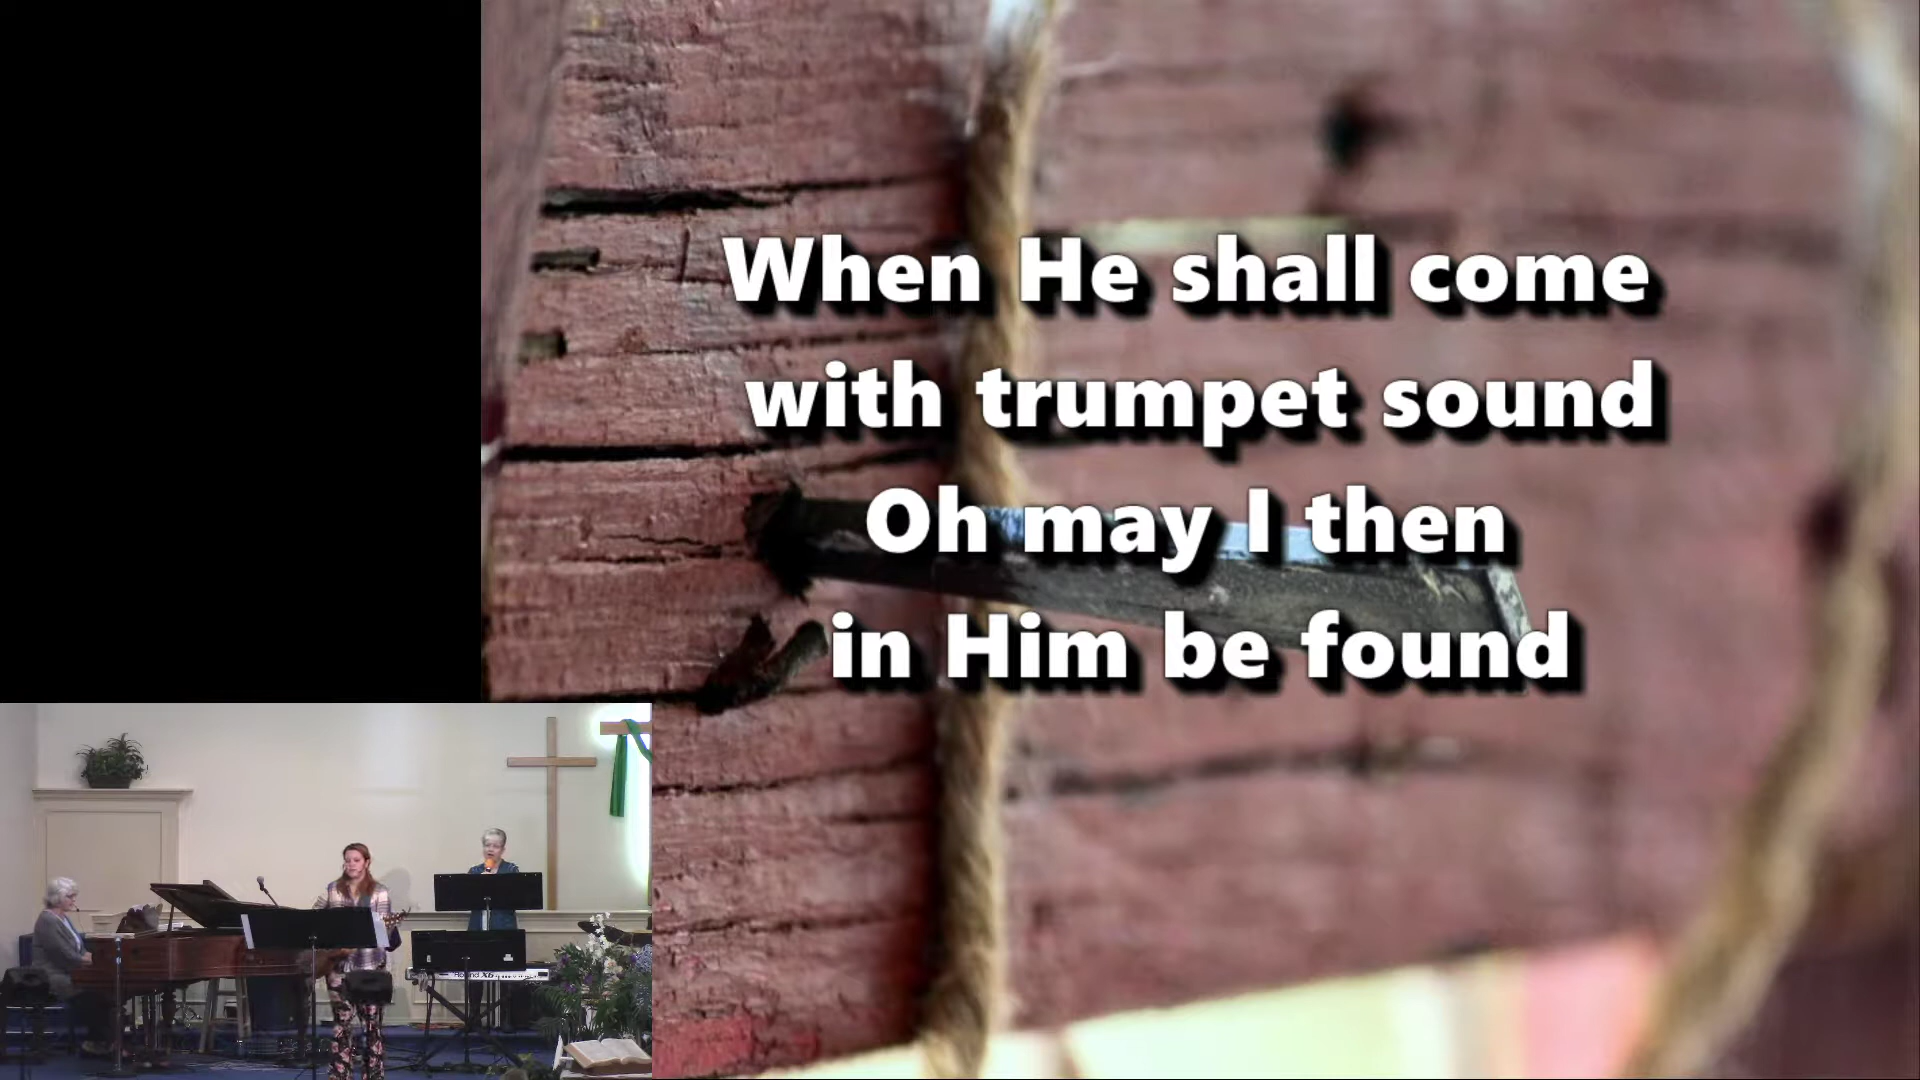 When He shall come
with trumpet sound
Oh may I then
in Him be found